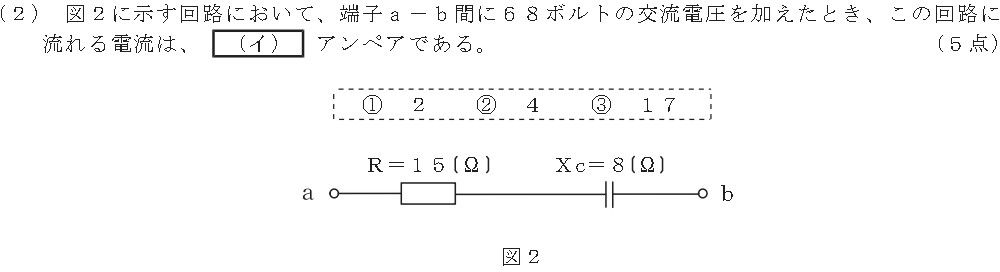 (２) 図２に示す回路において、端子ａ－ｂ間に６８ボルトの交流電圧を加えたとき、この回路に
流れる電流は、 (イ) アンペアである。 (５点)
① ２ ② ４ ③ １７
Ｒ＝１５(Ω) Ｘc＝８(Ω)
a b
図２